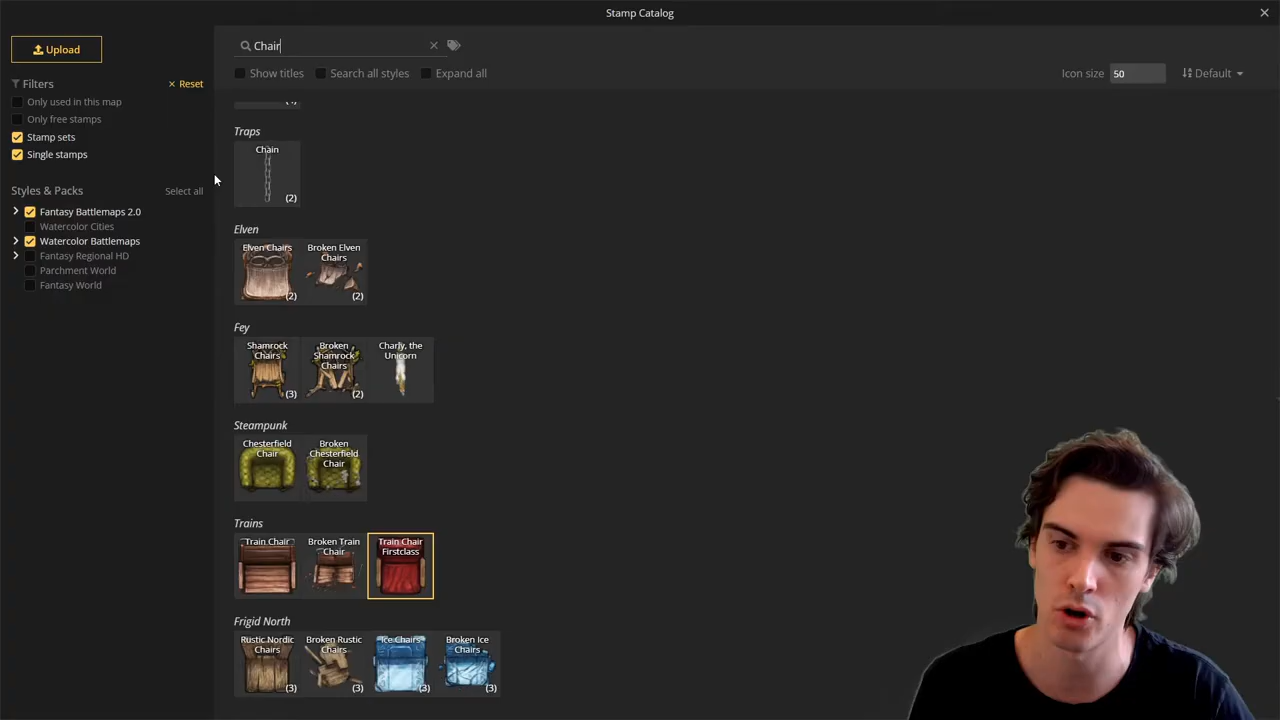 Stamp Catalog
Upload
Filters
Reset
Only used in this map
Only free stamps
Stamp sets
Single stamps
Styles & Packs
Select all
Fantasy Battlemaps 2.0
Watercolor Cities
Watercolor Battlemaps
Fantasy Regional HD
Parchment World
Fantasy World
Chair
Show titles
Search all styles
Expand all
Icon size
50
Default
Traps
Chain
(2)
Elven
Elven Chairs
(2)
Broken Elven
Chairs
(2)
Fey
Shamrock
Chairs
(3)
Broken
Shamrock
Chairs
(2)
Charly, the
Unicorn
Steampunk
Chesterfield
Chair
Broken
Chesterfield
Chair
Trains
Train Chair
Broken Train
Chair
Train Chair
Firstclass
Frigid North
Rustic Nordic
Chairs
(3)
Broken Rustic
Chairs
(3)
Ice Chairs
(3)
Broken Ice
Chairs
(3)